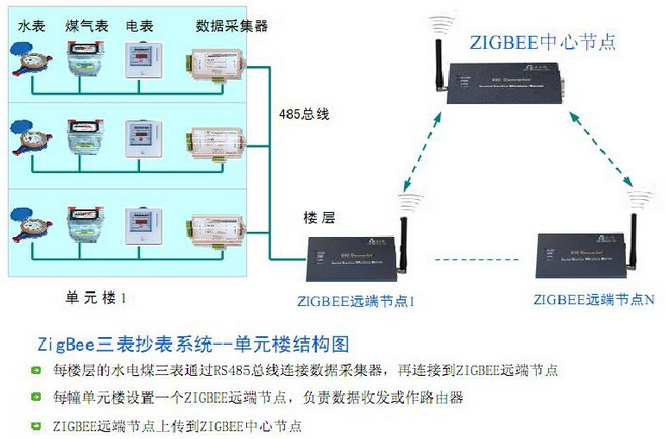 水表 煤气表 电表 数据采集器
ZIGBEE中心节点
485总线
楼层
单元楼1
ZIGBEE远端节点1
ZIGBEE远端节点N
ZigBee三表抄表系统--单元楼结构图
每楼层的水电煤三表通过RS485总线连接数据采集器，再连接到ZIGBEE远端节点
每幢单元楼设置一个ZIGBEE远端节点，负责数据收发或作路由器
ZIGBEE远端节点上传到ZIGBEE中心节点